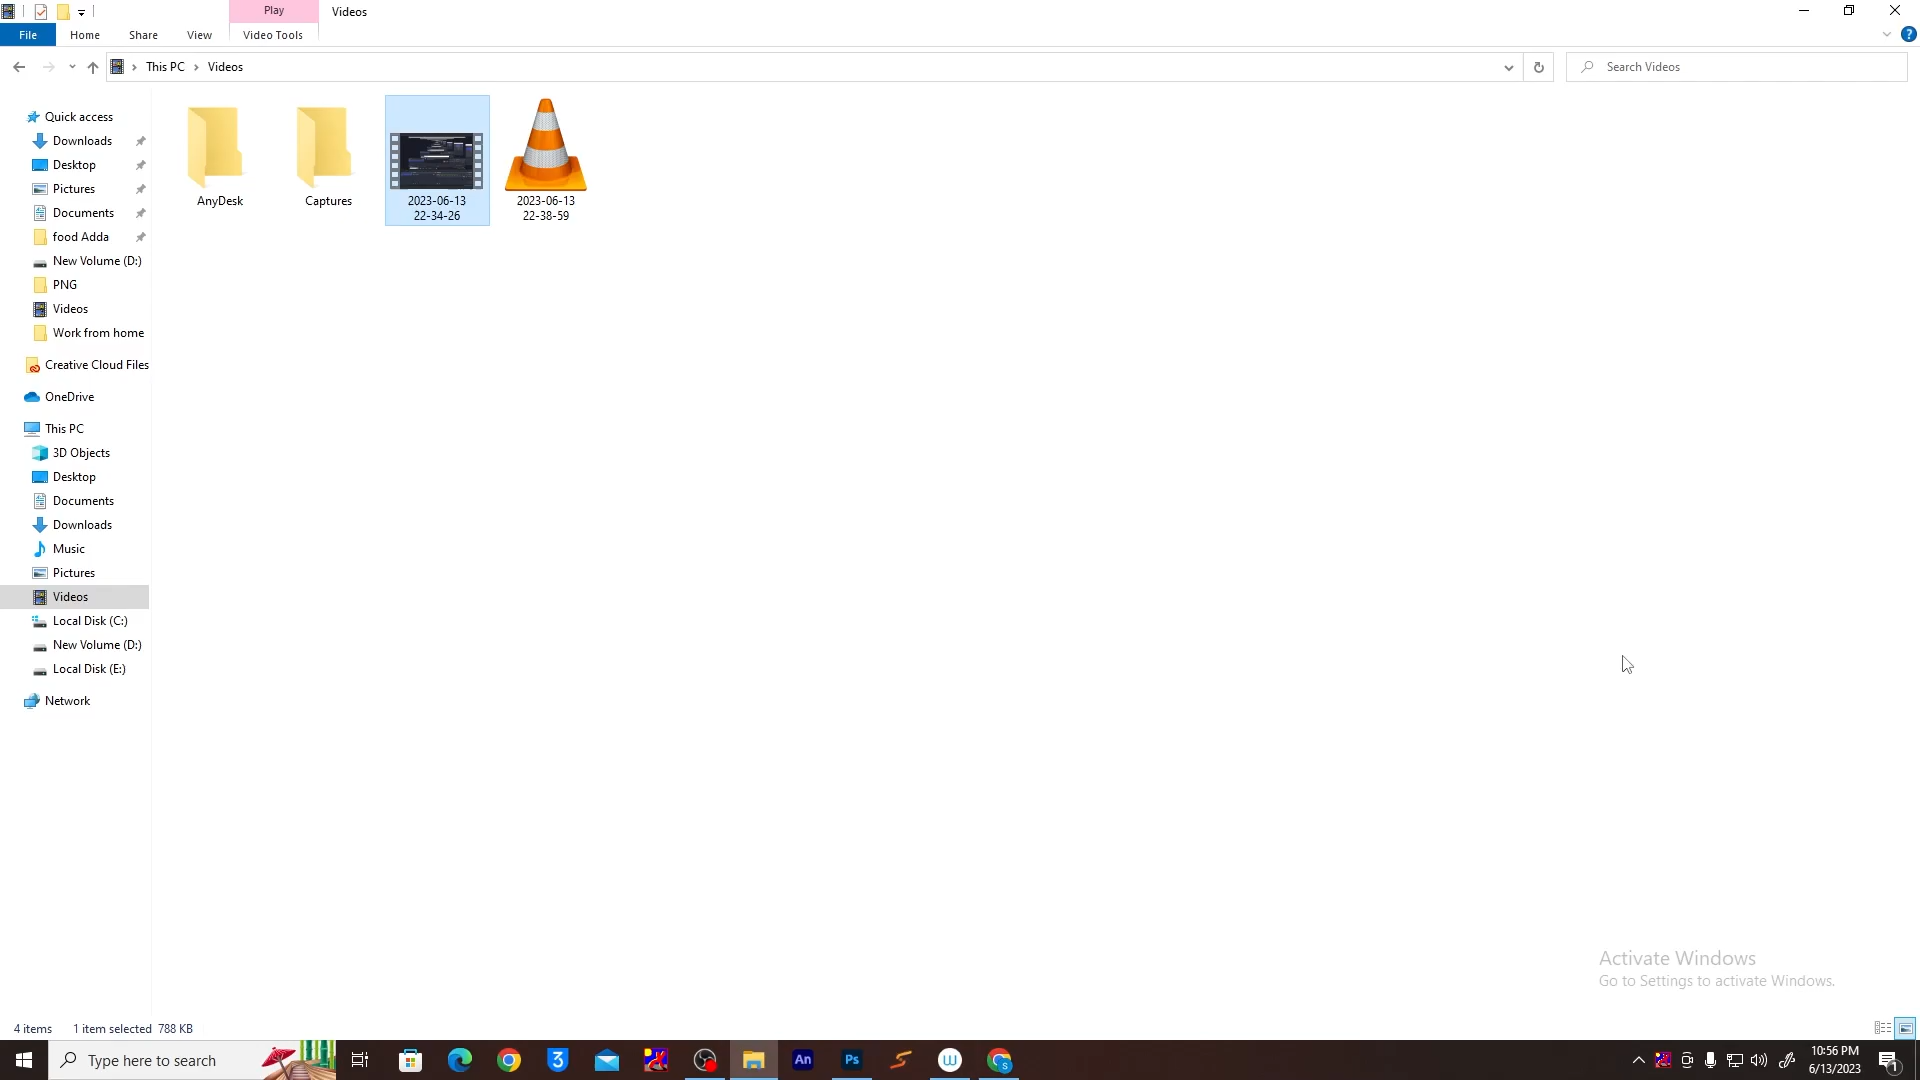 Play
Videos
File
Home
Share
View
Video Tools
This PC
Videos
Search Videos
Quick access
Downloads
Desktop
Pictures
Documents
food Adda
New Volume (D:)
PNG
Videos
Work from home
Creative Cloud Files
OneDrive
This PC
3D Objects
Desktop
Documents
Downloads
Music
Pictures
Videos
Local Disk (C:)
New Volume (D:)
Local Disk (E:)
Network
AnyDesk
Captures
2023-06-13
22-34-26
2023-06-13
22-38-59
Activate Windows
Go to Settings to activate Windows.
4 items
1 item selected 788 KB
Type here to search
3
An
Ps
W
S
10:56 PM
6/13/2023
1